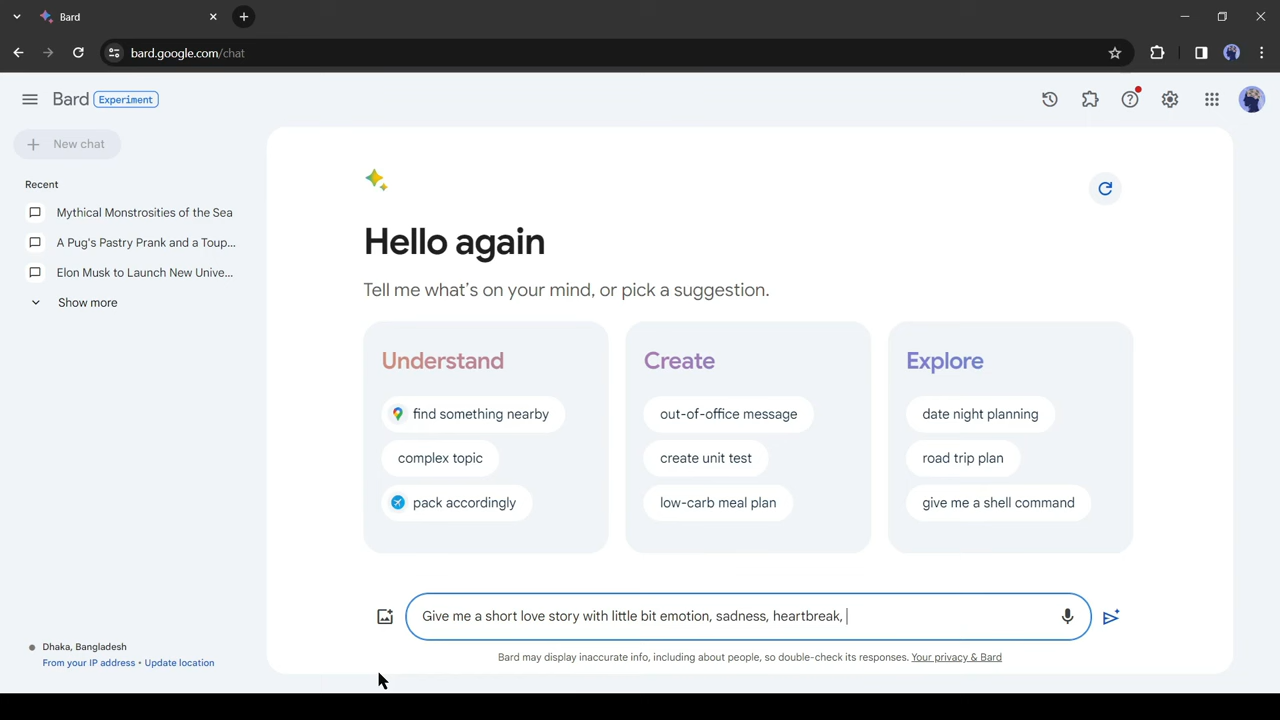 Bard
bard.google.com/chat
Bard Experiment
New chat
Recent
Mythical Monstrosities of the Sea
A Pug's Pastry Prank and a Toup...
Elon Musk to Launch New Unive...
Show more
Hello again
Tell me what's on your mind, or pick a suggestion.
Understand
find something nearby
complex topic
pack accordingly
Create
out-of-office message
create unit test
low-carb meal plan
Explore
date night planning
road trip plan
give me a shell command
Give me a short love story with little bit emotion, sadness, heartbreak,
Bard may display inaccurate info, including about people, so double-check its responses. Your privacy & Bard
Dhaka, Bangladesh
From your IP address • Update location